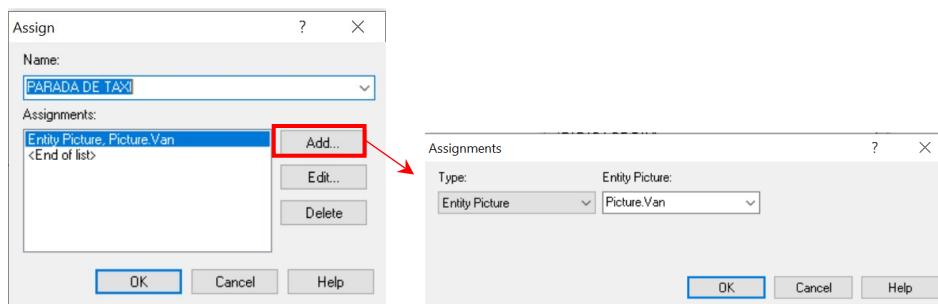 Assign ?
Name:
PARADA DE TAXI
Assignments:
Entity Picture, Picture.Van
<End of list>
Add...
Edit...
Delete
OK Cancel Help
Assignments ?
Type: Entity Picture:
Entity Picture Picture.Van
OK Cancel Help